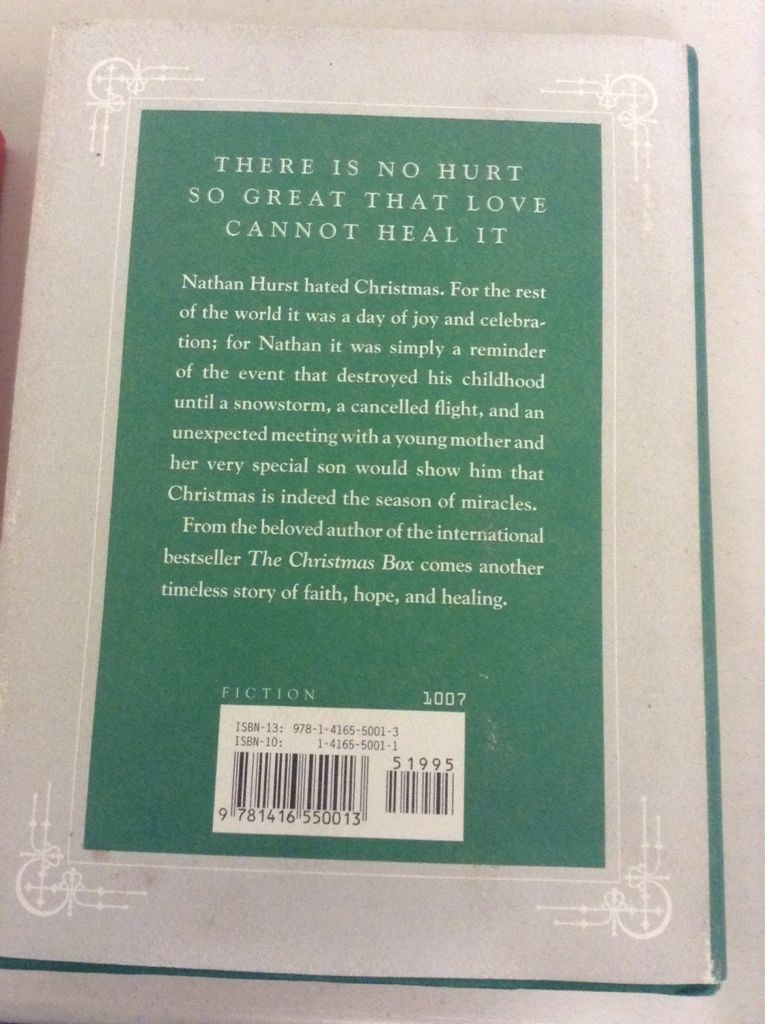 THERE IS NO HURT
SO GREAT THAT LOVE
CANNOT HEAL IT
Nathan Hurst hated Christmas. For the rest
of the world it was a day of joy and celebra-
tion; for Nathan it was simply a reminder
of the event that destroyed his childhood
until a snowstorm, a cancelled flight, and an
unexpected meeting with a young mother and
her very special son would show him that
Christmas is indeed the season of miracles.
From the beloved author of the international
bestseller The Christmas Box comes another
timeless story of faith, hope, and healing.
FICTION 1007
ISBN-13: 978-1-4165-5001-3
ISBN-10: 1-4165-5001-1
51995
9 781416 550013